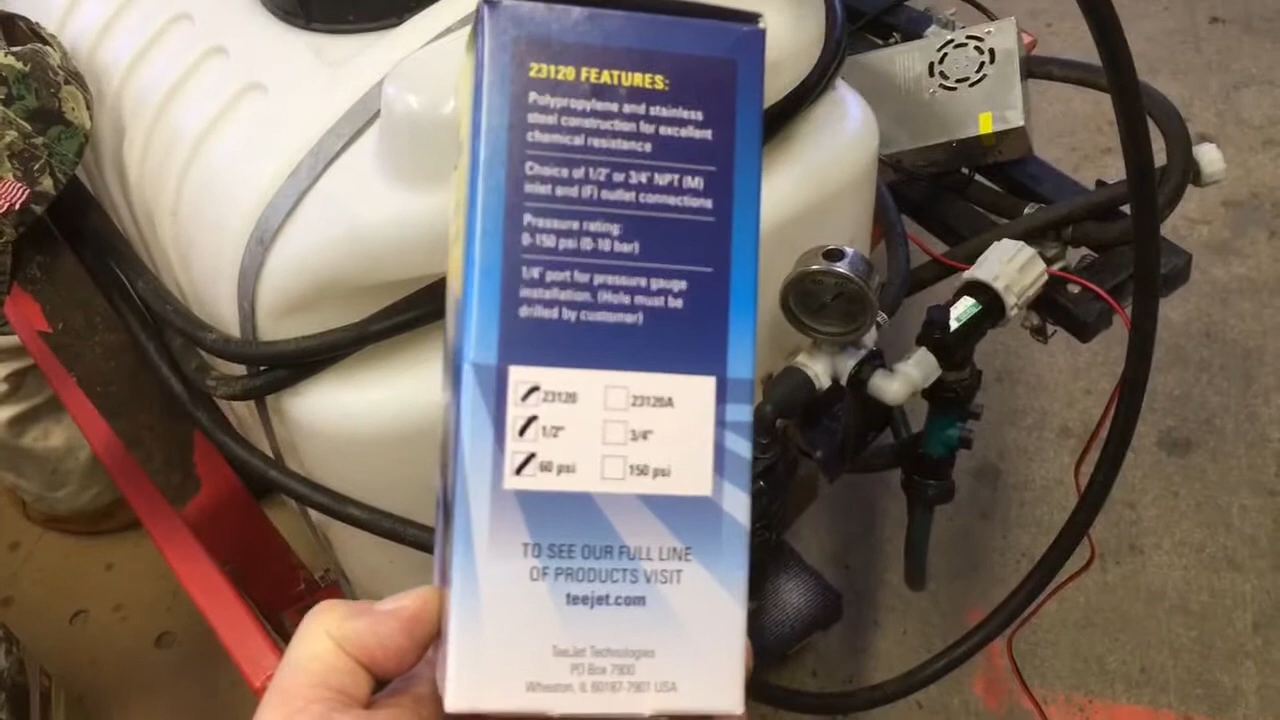 23120 FEATURES:
Polypropylene and stainless
steel construction for excellent
chemical resistance
Choice of 1/2" or 3/4" NPT (M)
inlet and (F) outlet connections
Pressure rating:
0-150 psi (0-10 bar)
1/4" port for pressure gauge
installation. (Hole must be
drilled by customer)
23120 23120A
1/2" 3/4"
60 psi 150 psi
TO SEE OUR FULL LINE
OF PRODUCTS VISIT
teejet.com
TeeJet Technologies
PO Box 7900
Wheaton, IL 60187-7901 USA